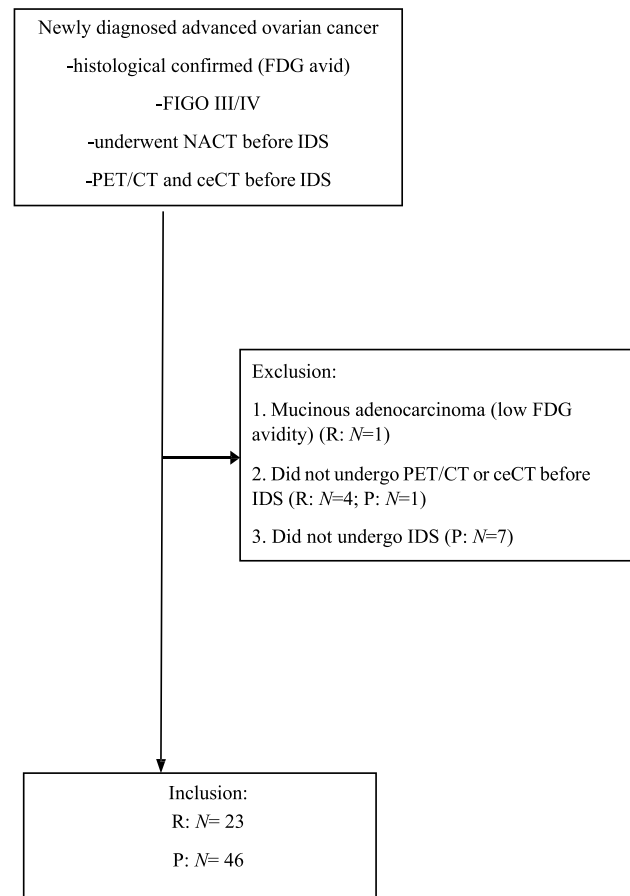 Newly diagnosed advanced ovarian cancer
-histological confirmed (FDG avid)
-FIGO III/IV
-underwent NACT before IDS
-PET/CT and ceCT before IDS
Exclusion:
1. Mucinous adenocarcinoma (low FDG
avidity) (R: N=1)
2. Did not undergo PET/CT or ceCT before
IDS (R: N=4; P: N=1)
3. Did not undergo IDS (P: N=7)
Inclusion:
R: N= 23
P: N= 46